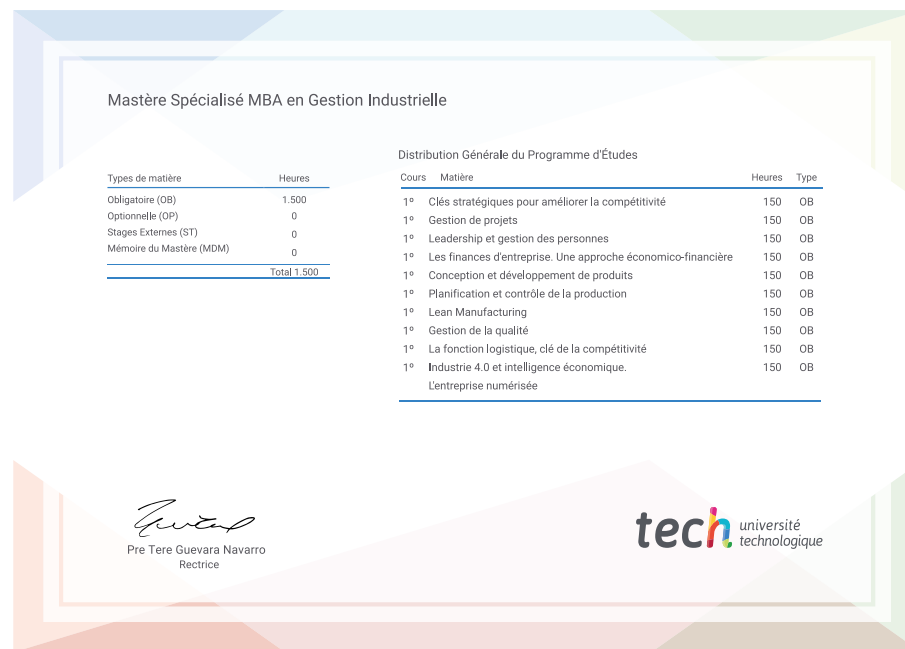 Mastère Spécialisé MBA en Gestion Industrielle
Types de matière Heures
Obligatoire (OB) 1.500
Optionnelle (OP) 0
Stages Externes (ST) 0
Mémoire du Mastère (MDM) 0
Total 1.500
Distribution Générale du Programme d'Études
Cours Matière Heures Type
1º Clés stratégiques pour améliorer la compétitivité 150 OB
1º Gestion de projets 150 OB
1º Leadership et gestion des personnes 150 OB
1º Les finances d'entreprise. Une approche économico-financière 150 OB
1º Conception et développement de produits 150 OB
1º Planification et contrôle de la production 150 OB
1º Lean Manufacturing 150 OB
1º Gestion de la qualité 150 OB
1º La fonction logistique, clé de la compétitivité 150 OB
1º Industrie 4.0 et intelligence économique. 150 OB
L'entreprise numérisée
Pre Tere Guevara Navarro
Rectrice
tech université
technologique